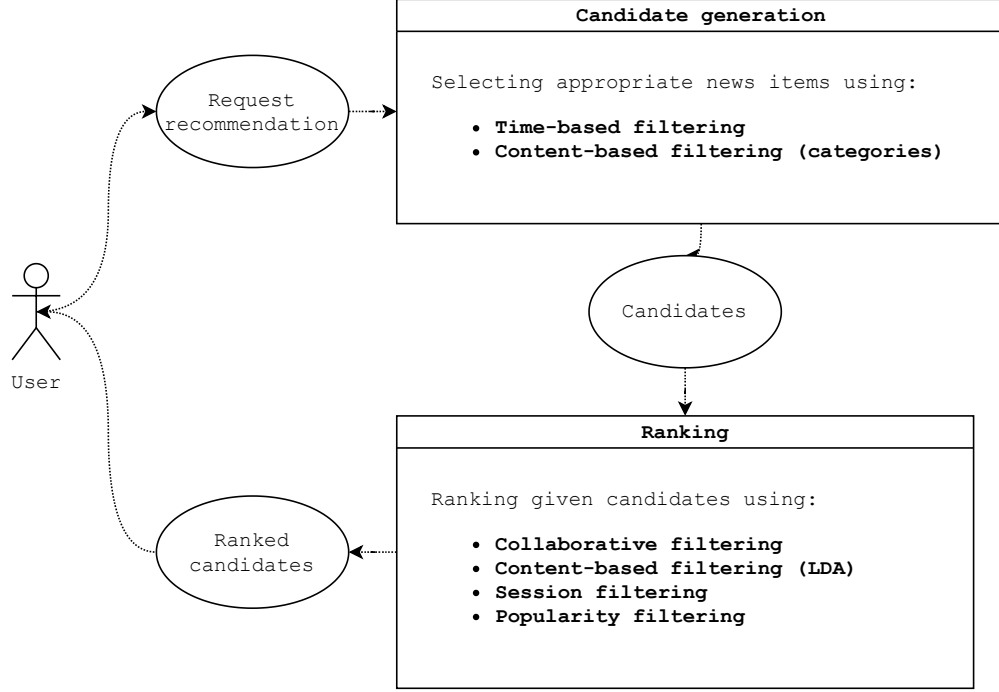 Candidate generation
Selecting appropriate news items using:
• Time-based filtering
• Content-based filtering (categories)
Request
recommendation
Candidates
User
Ranking
Ranking given candidates using:
• Collaborative filtering
• Content-based filtering (LDA)
• Session filtering
• Popularity filtering
Ranked
candidates